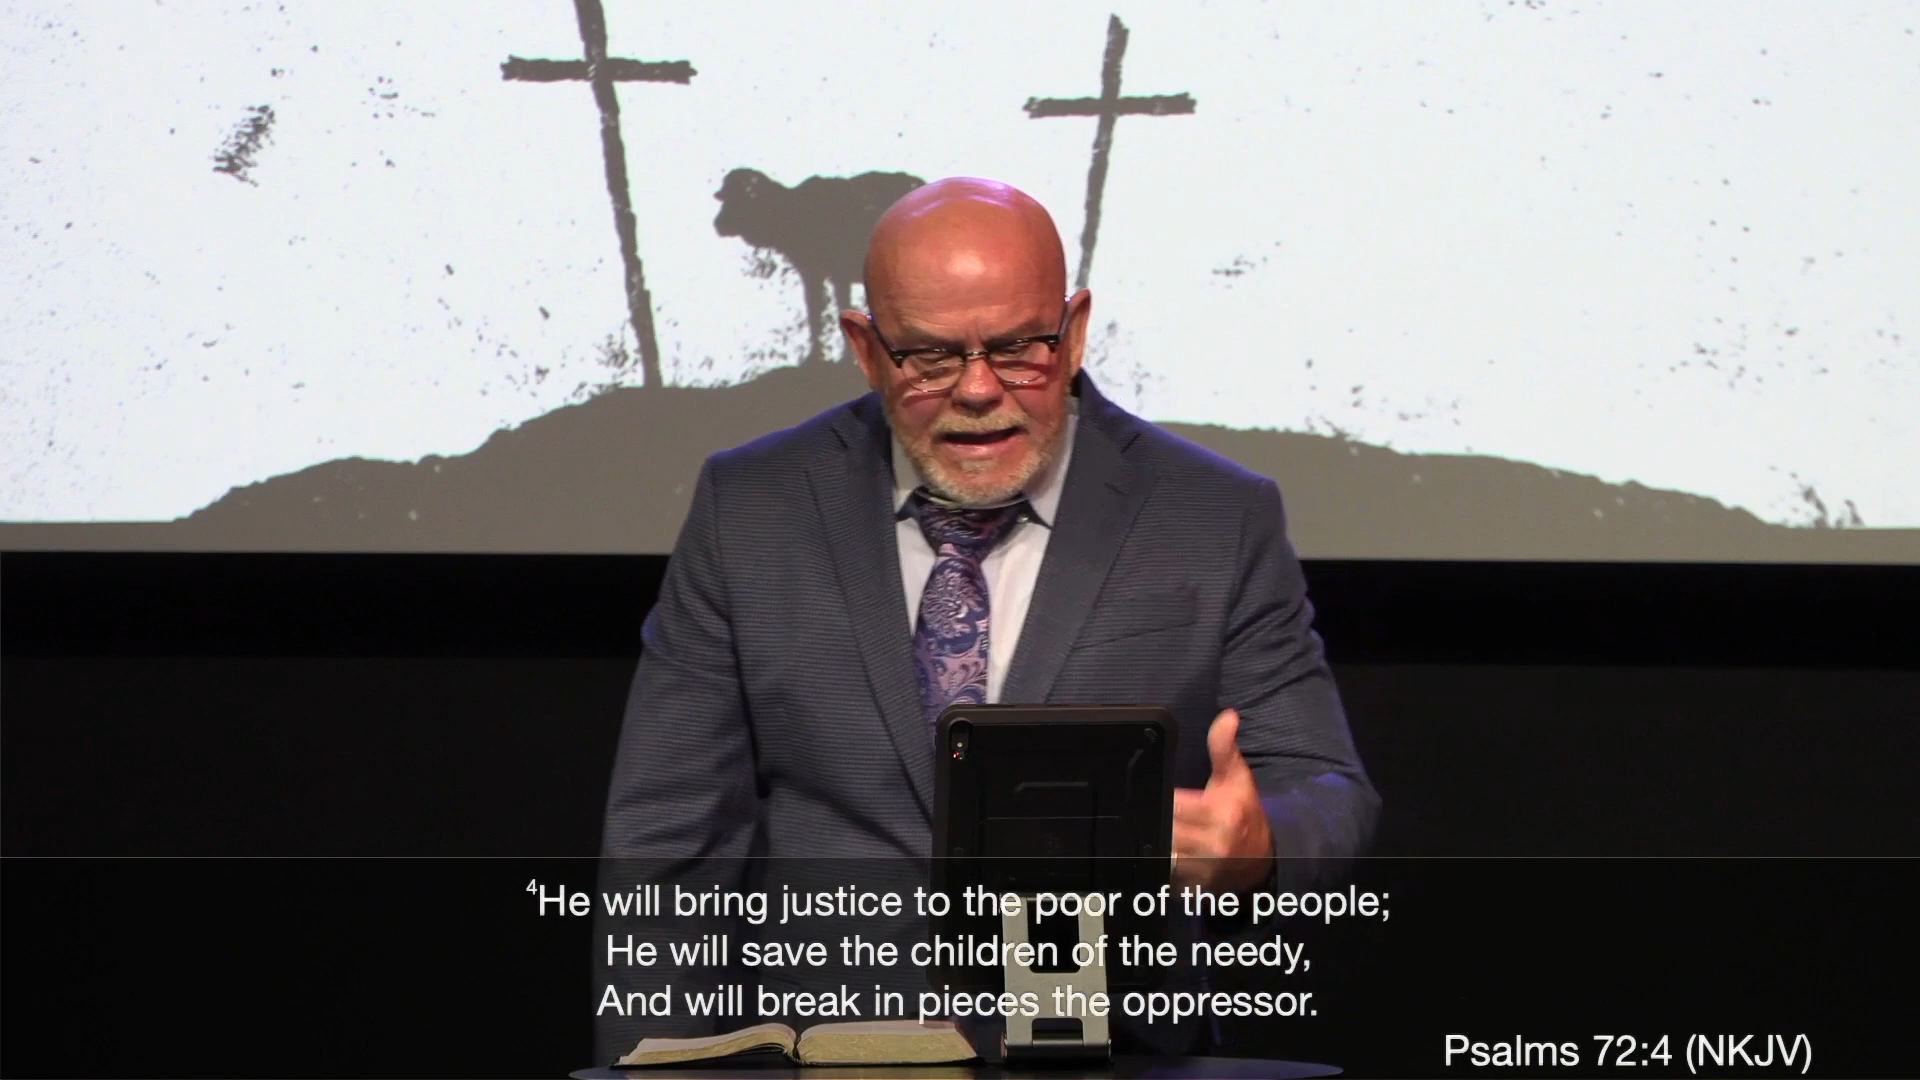 ⁴He will bring justice to the poor of the people;
He will save the children of the needy,
And will break in pieces the oppressor.
Psalms 72:4 (NKJV)